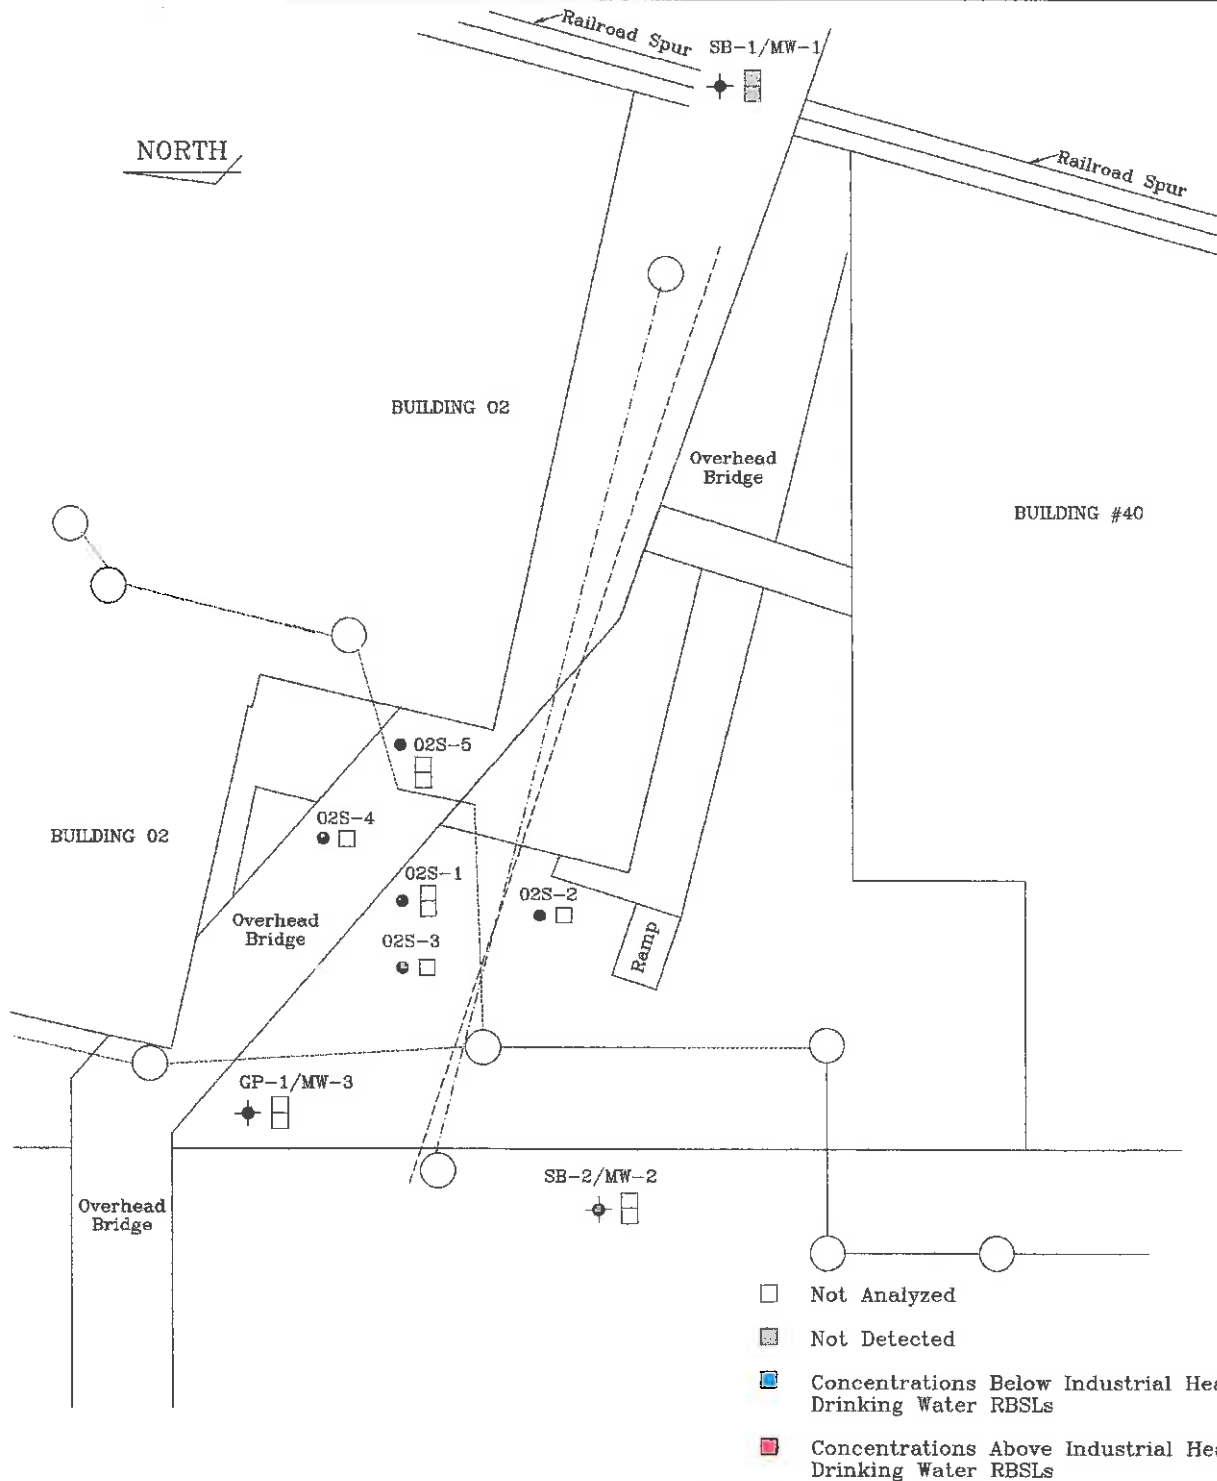 Railroad Spur
SB-1/MW-1
NORTH
Railroad Spur
BUILDING 02
Overhead
Bridge
BUILDING #40
02S-5
02S-4
BUILDING 02
02S-1
02S-2
Overhead
Bridge
02S-3
Ramp
GP-1/MW-3
SB-2/MW-2
Overhead
Bridge
Not Analyzed
Not Detected
Concentrations Below Industrial Hea
Drinking Water RBSLs
Concentrations Above Industrial Hea
Drinking Water RBSLs